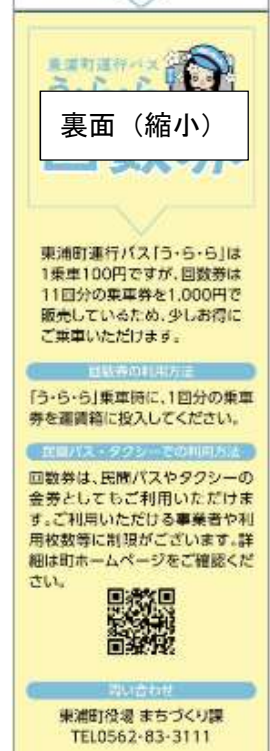 東浦町運行バス
う・ら・ら
裏面（縮小）
回数券
東浦町運行バス「う・ら・ら」は
1乗車100円ですが、回数券は
11回分の乗車券を1,000円で
販売しているため、少しお得に
ご乗車いただけます。
回数券の利用方法
「う・ら・ら」乗車時に、1回分の乗車
券を運賃箱に投入してください。
民間バス・タクシーでの利用方法
回数券は、民間バスやタクシーの
金券としてもご利用いただけま
す。ご利用いただける事業者や利
用枚数等に制限がございます。詳
細は町ホームページをご確認くだ
さい。
問い合わせ
東浦町役場 まちづくり課
TEL0562-83-3111